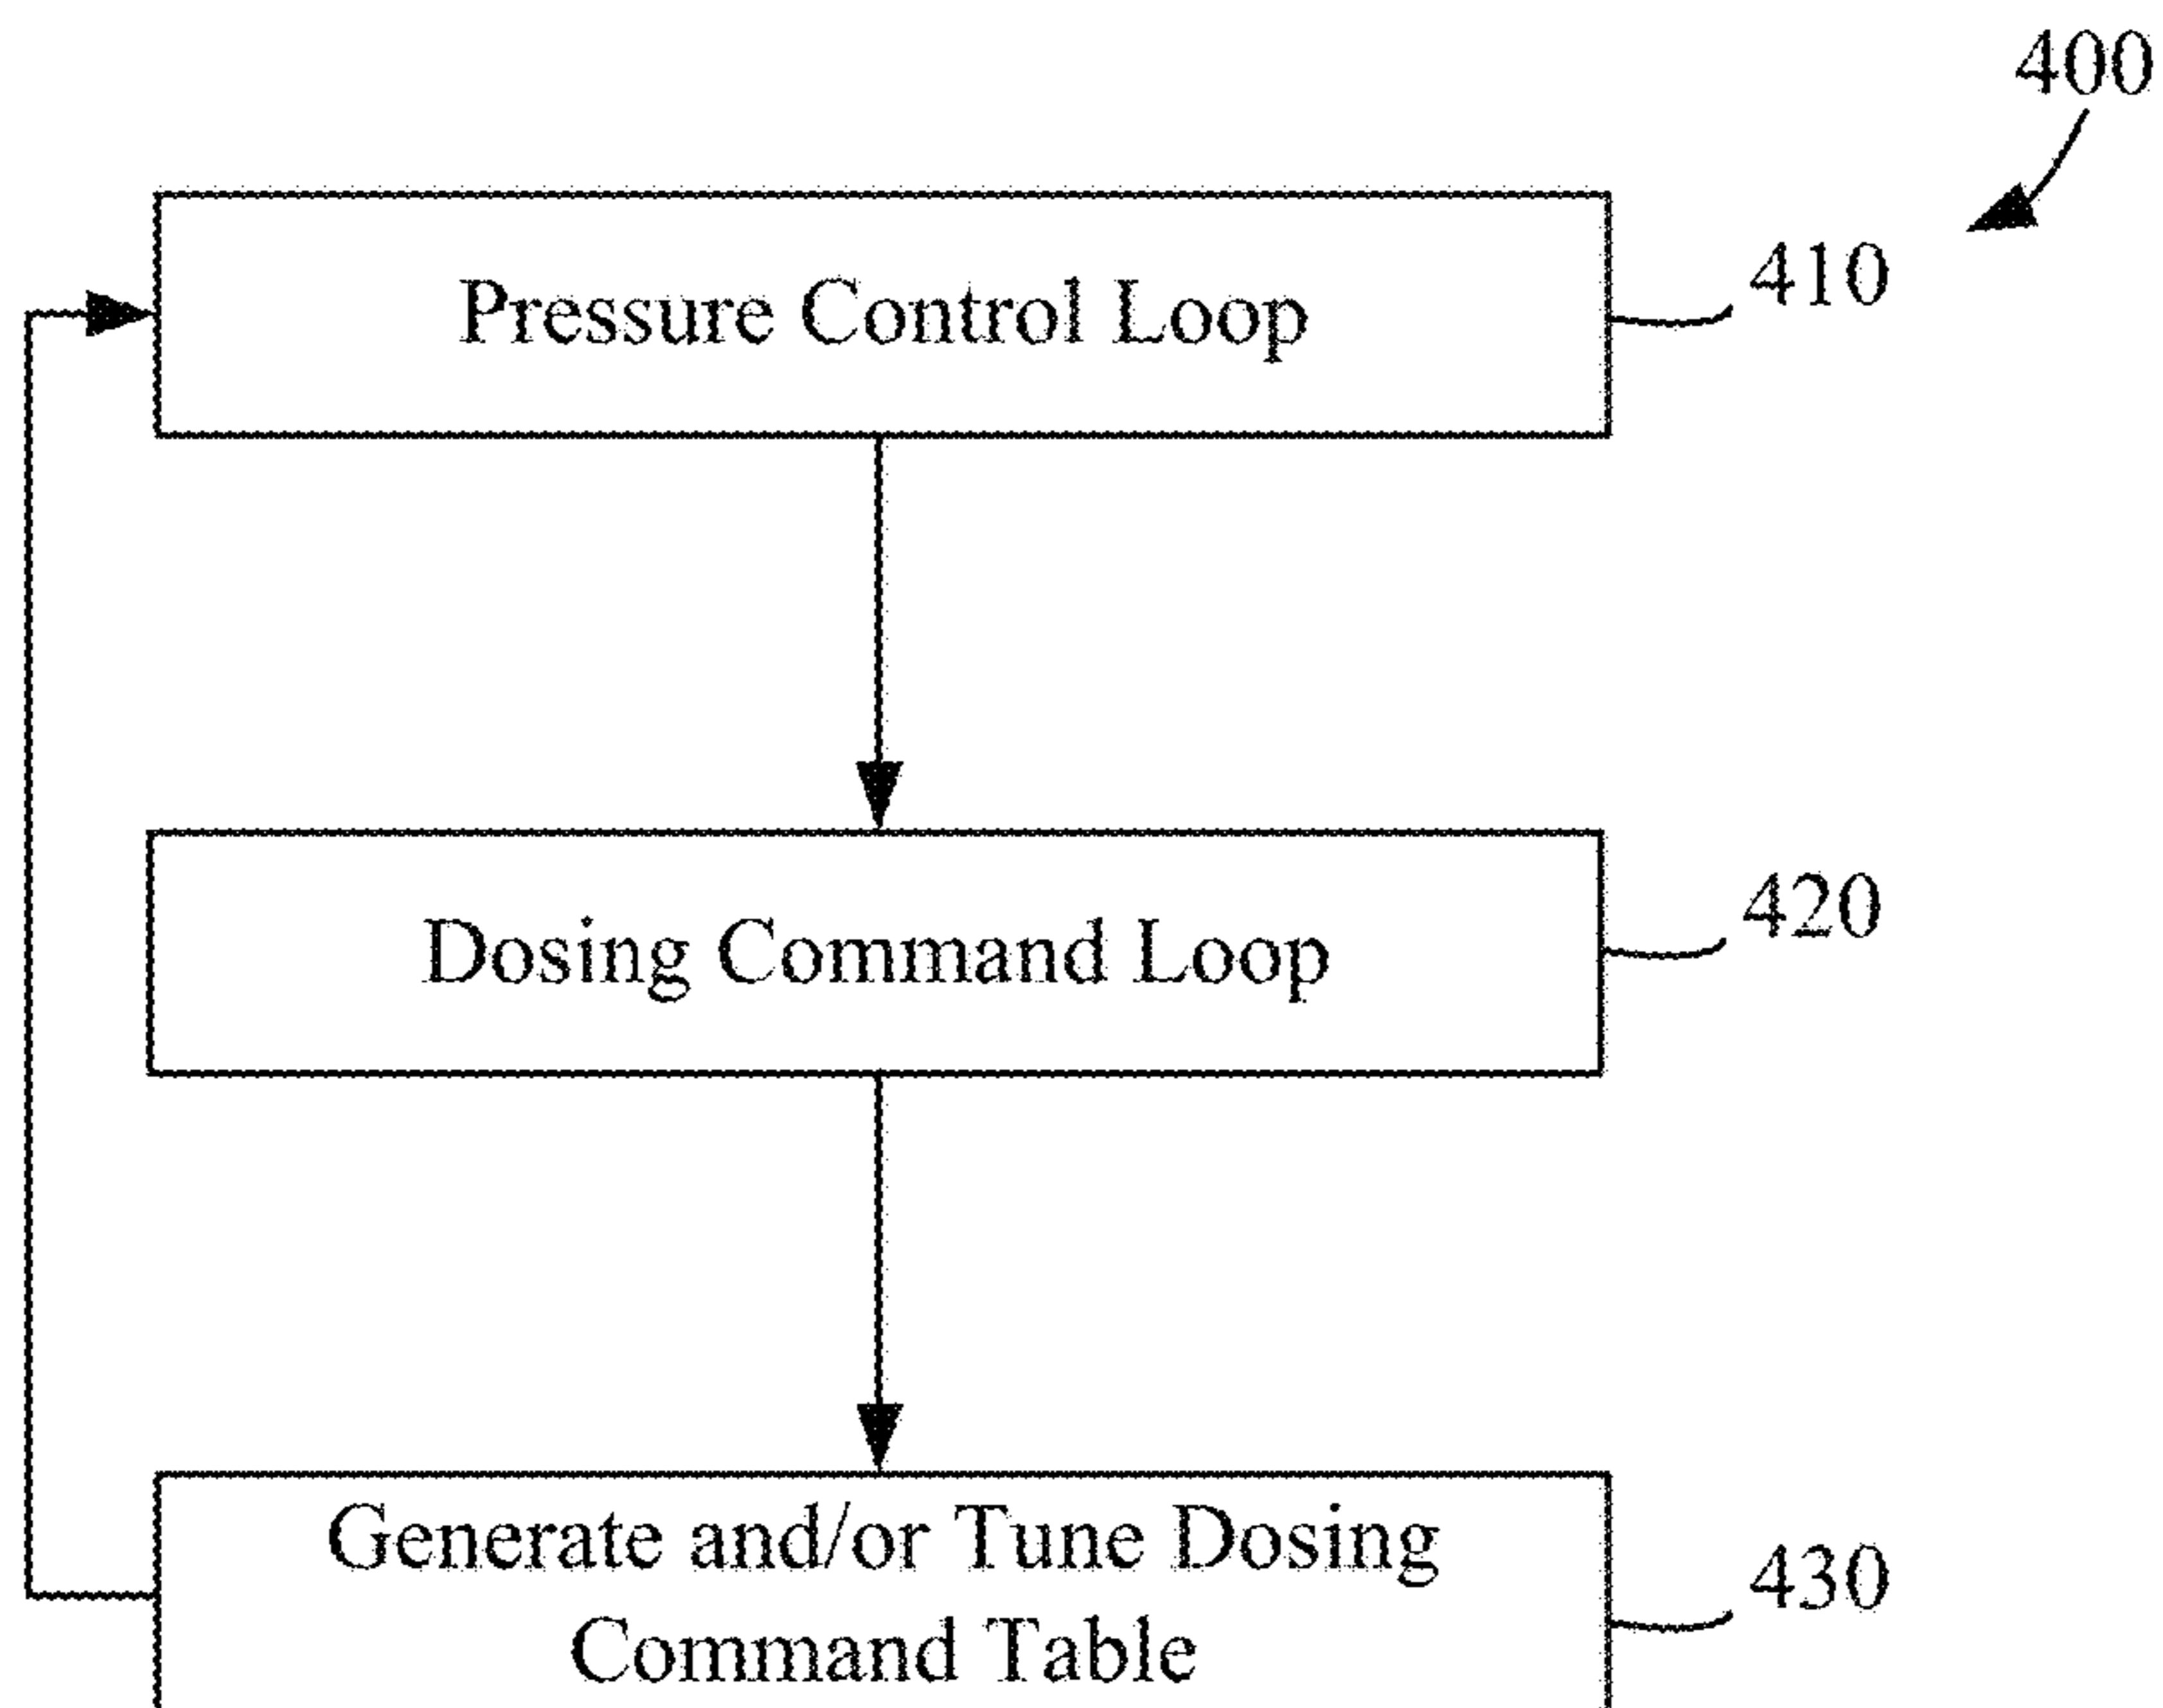 400
Pressure Control Loop
410
Dosing Command Loop
420
Generate and/or Tune Dosing
Command Table
430